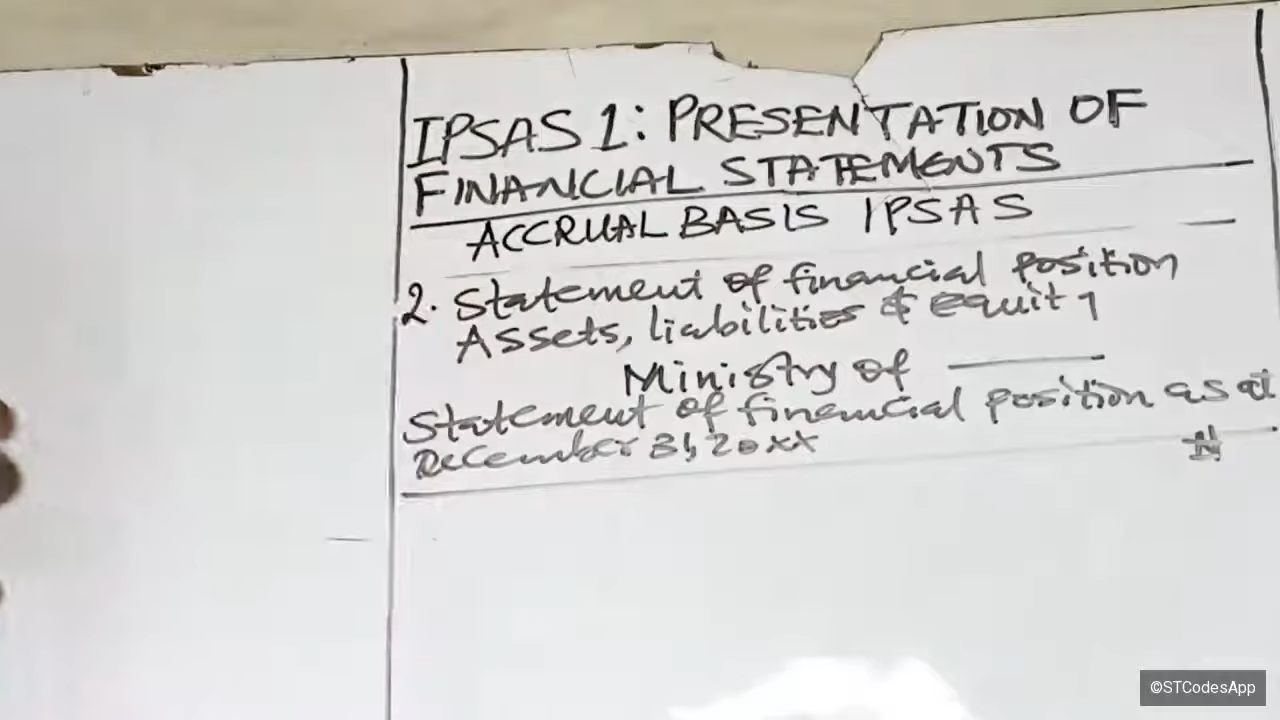 IPSAS 1: PRESENTATION OF
FINANCIAL STATEMENTS
ACCRUAL BASIS IPSAS
2. Statement of financial position
Assets, liabilities & equity
Ministry of
Statement of financial position as at
December 31, 20xx
₦
©STCodesApp